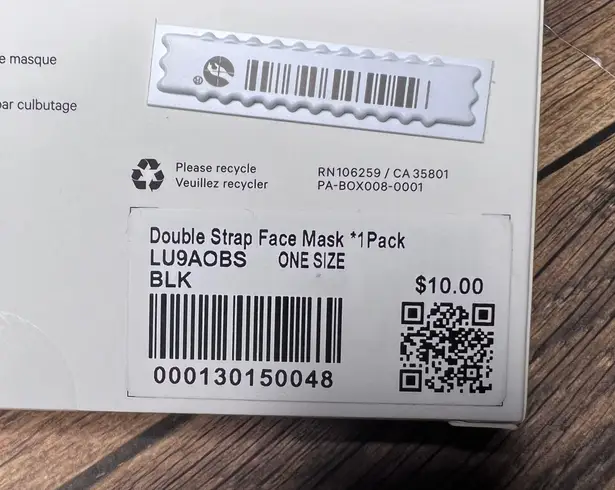 e masque
par culbutage
Please recycle
Veuillez recycler
RN106259 / CA 35801
PA-BOX008-0001
Double Strap Face Mask *1Pack
LU9AOBS ONE SIZE
BLK
$10.00
000130150048